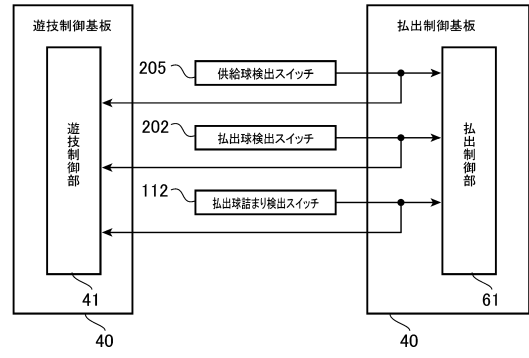 遊技制御基板
払出制御基板
205
供給球検出スイッチ
遊技制御部
払出制御部
202
払出球検出スイッチ
112
払出球詰まり検出スイッチ
41
61
40
40